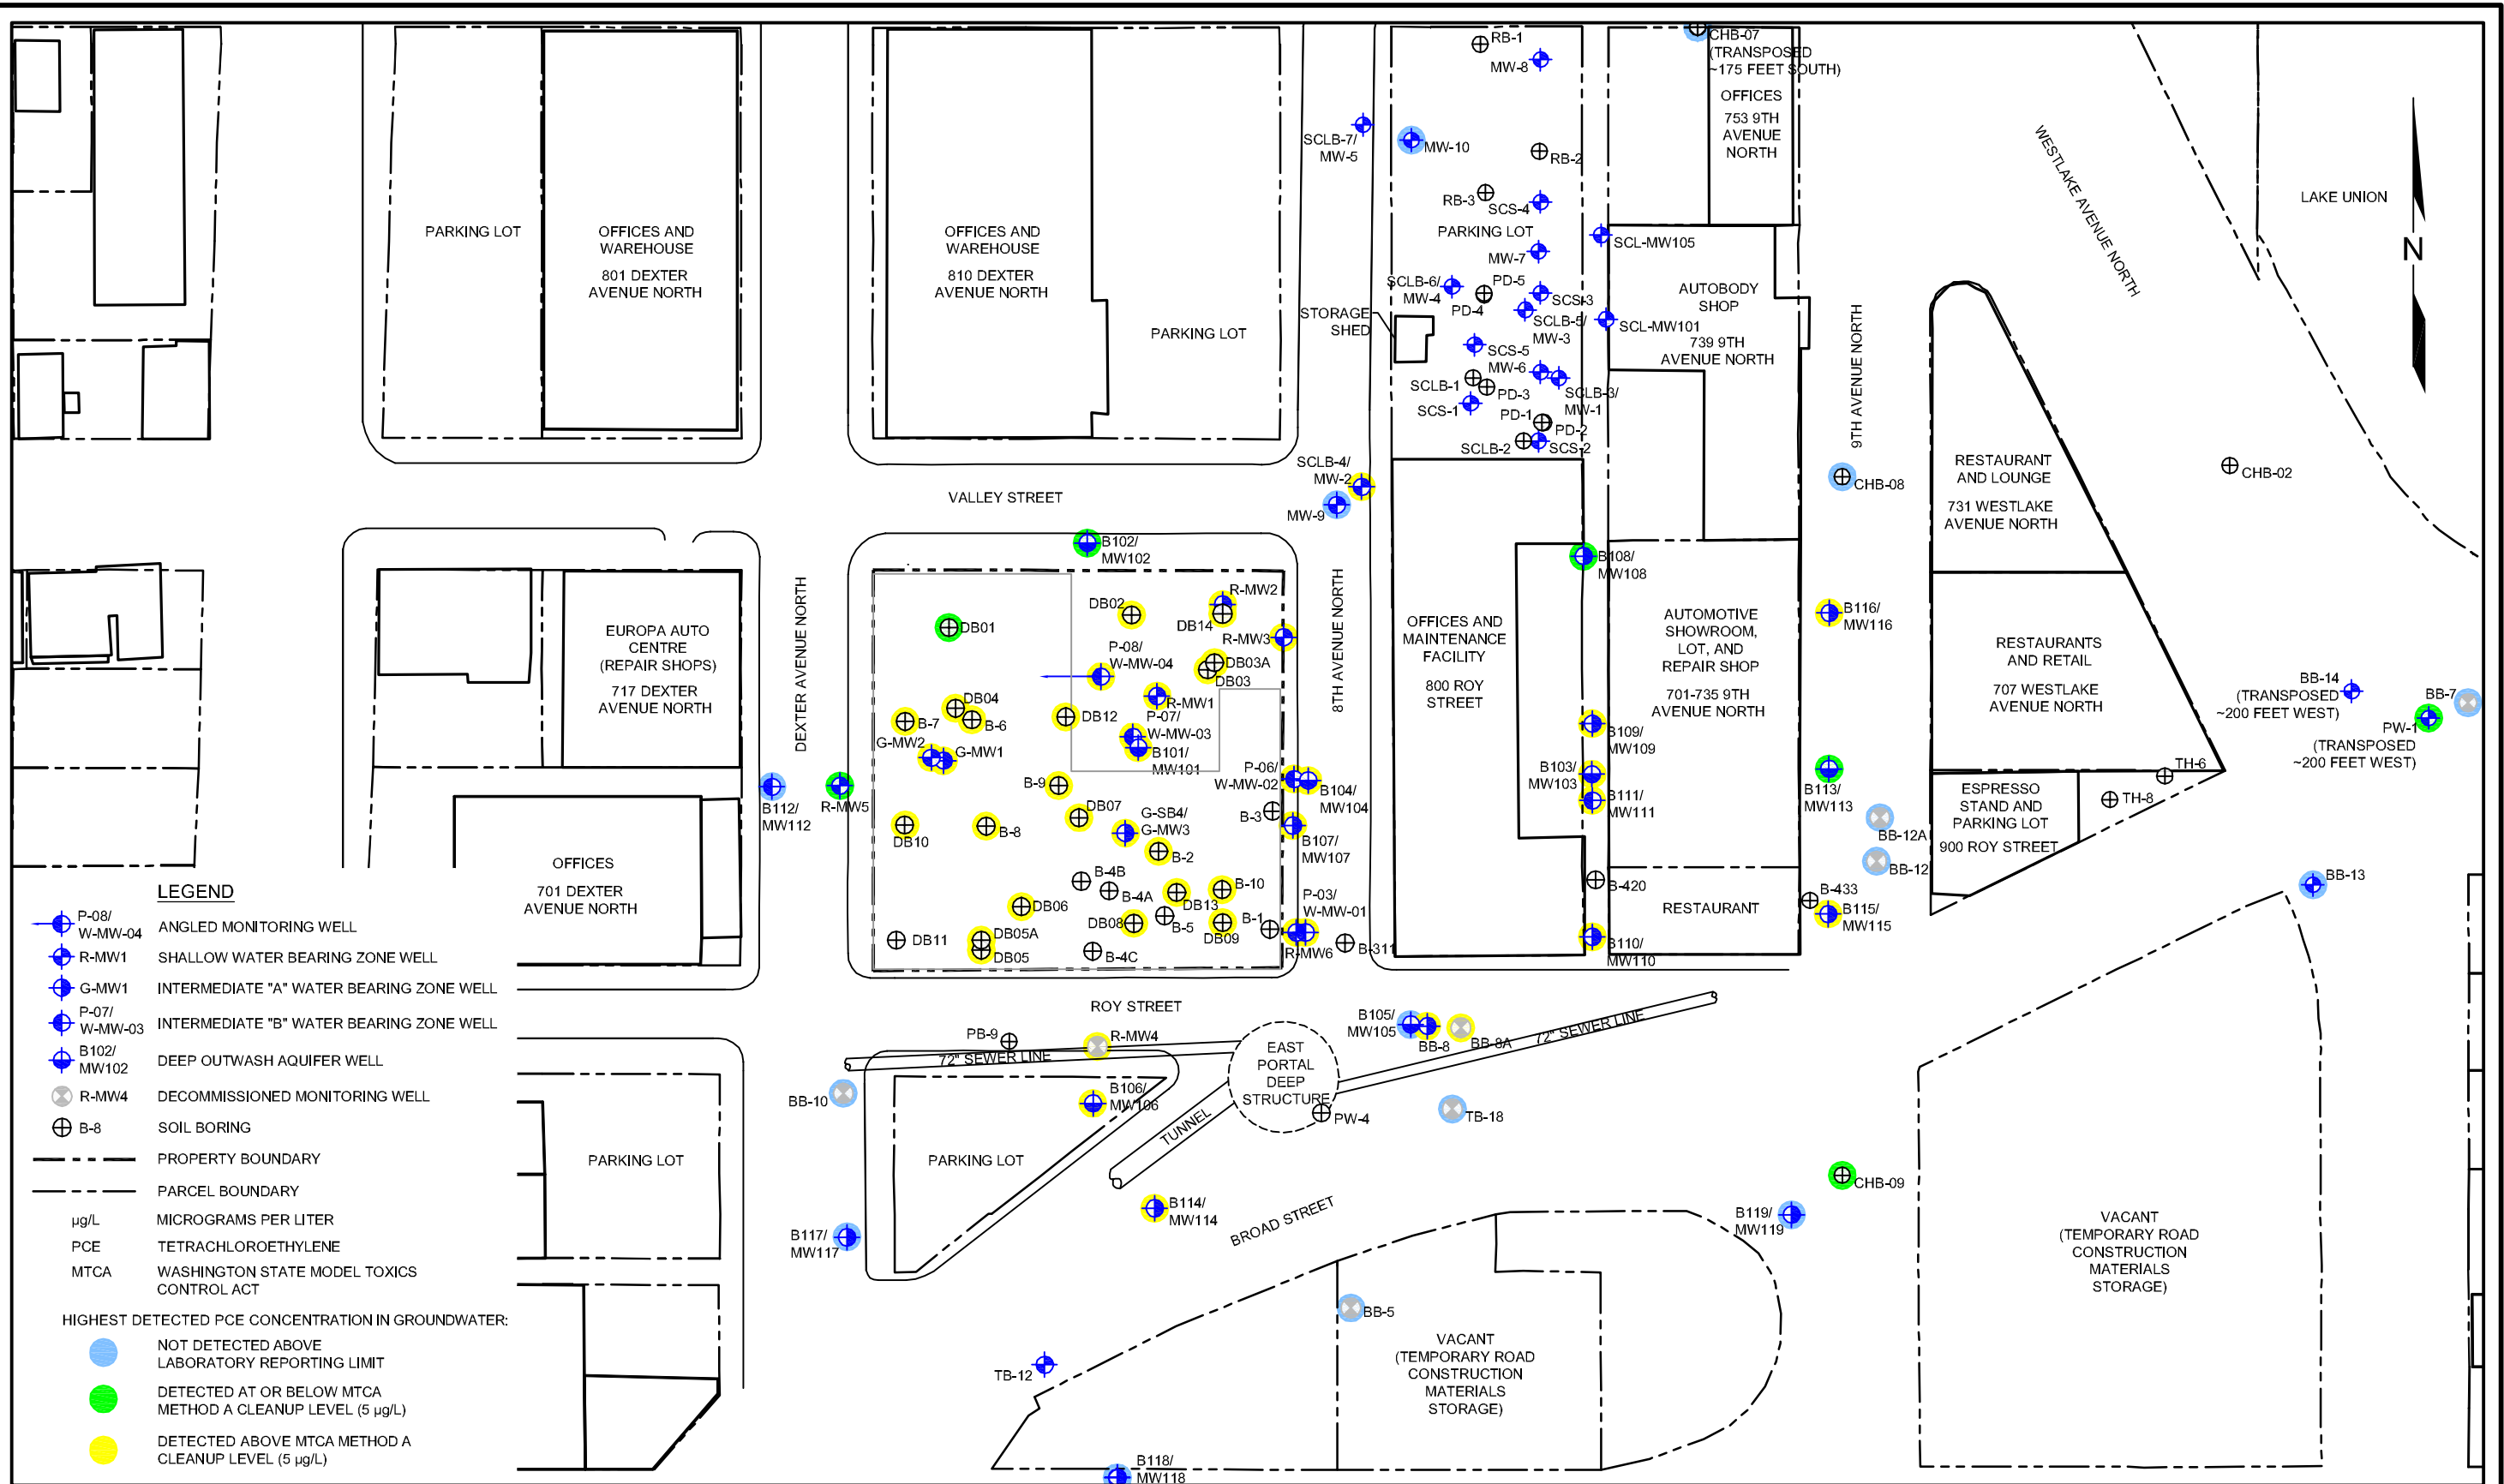 CHB-07
(TRANSPOSED
~175 FEET SOUTH)
OFFICES
753 9TH
AVENUE
NORTH
RB-1
MW-8
SCLB-7/
MW-5
MW-10
RB-2
RB-3
SCS-4
PARKING LOT
SCL-MW105
MW-7
SCLB-6/
MW-4
PD-5
PD-4
SCS-3
SCLB-5/
MW-3
STORAGE
SHED
SCL-MW101
AUTOBODY
SHOP
739 9TH
AVENUE NORTH
SCS-5
MW-6
SCLB-1
PD-3
SCLB-3/
MW-1
SCS-1
PD-1
PD-2
SCLB-2
SCS-2
WESTLAKE AVENUE NORTH
LAKE UNION
N
9TH AVENUE NORTH
PARKING LOT
OFFICES AND
WAREHOUSE
801 DEXTER
AVENUE NORTH
OFFICES AND
WAREHOUSE
810 DEXTER
AVENUE NORTH
PARKING LOT
SCLB-4/
MW-2
MW-9
VALLEY STREET
CHB-08
CHB-02
RESTAURANT
AND LOUNGE
731 WESTLAKE
AVENUE NORTH
B102/
MW102
B108/
MW108
DEXTER AVENUE NORTH
8TH AVENUE NORTH
EUROPA AUTO
CENTRE
(REPAIR SHOPS)
717 DEXTER
AVENUE NORTH
DB01
DB02
R-MW2
DB14
R-MW3
P-08/
W-MW-04
DB03A
DB03
R-MW1
DB04
B-7
B-6
DB12
P-07/
W-MW-03
G-MW2
G-MW1
B101/
MW101
OFFICES AND
MAINTENANCE
FACILITY
800 ROY
STREET
AUTOMOTIVE
SHOWROOM,
LOT, AND
REPAIR SHOP
701-735 9TH
AVENUE NORTH
B116/
MW116
RESTAURANTS
AND RETAIL
707 WESTLAKE
AVENUE NORTH
BB-14
(TRANSPOSED
~200 FEET WEST)
BB-7
PW-1
(TRANSPOSED
~200 FEET WEST)
B109/
MW109
B103/
MW103
B111/
MW111
B113/
MW113
TH-6
TH-8
ESPRESSO
STAND AND
PARKING LOT
900 ROY STREET
BB-12A
BB-12
BB-13
B112/
MW112
R-MW5
B-9
P-06/
W-MW-02
B104/
MW104
B-3
B107/
MW107
DB10
B-8
DB07
G-SB4/
G-MW3
B-2
B-4B
B-4A
DB13
B-10
P-03/
W-MW-01
DB06
DB08
B-5
DB09
B-1
DB11
DB05A
DB05
B-4C
R-MW6
B-311
B-420
RESTAURANT
B-433
B115/
MW115
B110/
MW110
OFFICES
701 DEXTER
AVENUE NORTH
ROY STREET
PB-9
R-MW4
72" SEWER LINE
B105/
MW105
BB-8
BB-8A
72" SEWER LINE
EAST
PORTAL
DEEP
STRUCTURE
PW-4
TB-18
BB-10
B106/
MW106
TUNNEL
PARKING LOT
PARKING LOT
B114/
MW114
BROAD STREET
B117/
MW117
CHB-09
B119/
MW119
BB-5
TB-12
B118/
MW118
VACANT
(TEMPORARY ROAD
CONSTRUCTION
MATERIALS
STORAGE)
VACANT
(TEMPORARY ROAD
CONSTRUCTION
MATERIALS
STORAGE)
LEGEND
P-08/
W-MW-04
ANGLED MONITORING WELL
R-MW1 SHALLOW WATER BEARING ZONE WELL
G-MW1 INTERMEDIATE "A" WATER BEARING ZONE WELL
P-07/
W-MW-03
INTERMEDIATE "B" WATER BEARING ZONE WELL
B102/
MW102
DEEP OUTWASH AQUIFER WELL
R-MW4 DECOMMISSIONED MONITORING WELL
B-8 SOIL BORING
PROPERTY BOUNDARY
PARCEL BOUNDARY
µg/L MICROGRAMS PER LITER
PCE TETRACHLOROETHYLENE
MTCA WASHINGTON STATE MODEL TOXICS
CONTROL ACT
HIGHEST DETECTED PCE CONCENTRATION IN GROUNDWATER:
NOT DETECTED ABOVE
LABORATORY REPORTING LIMIT
DETECTED AT OR BELOW MTCA
METHOD A CLEANUP LEVEL (5 µg/L)
DETECTED ABOVE MTCA METHOD A
CLEANUP LEVEL (5 µg/L)